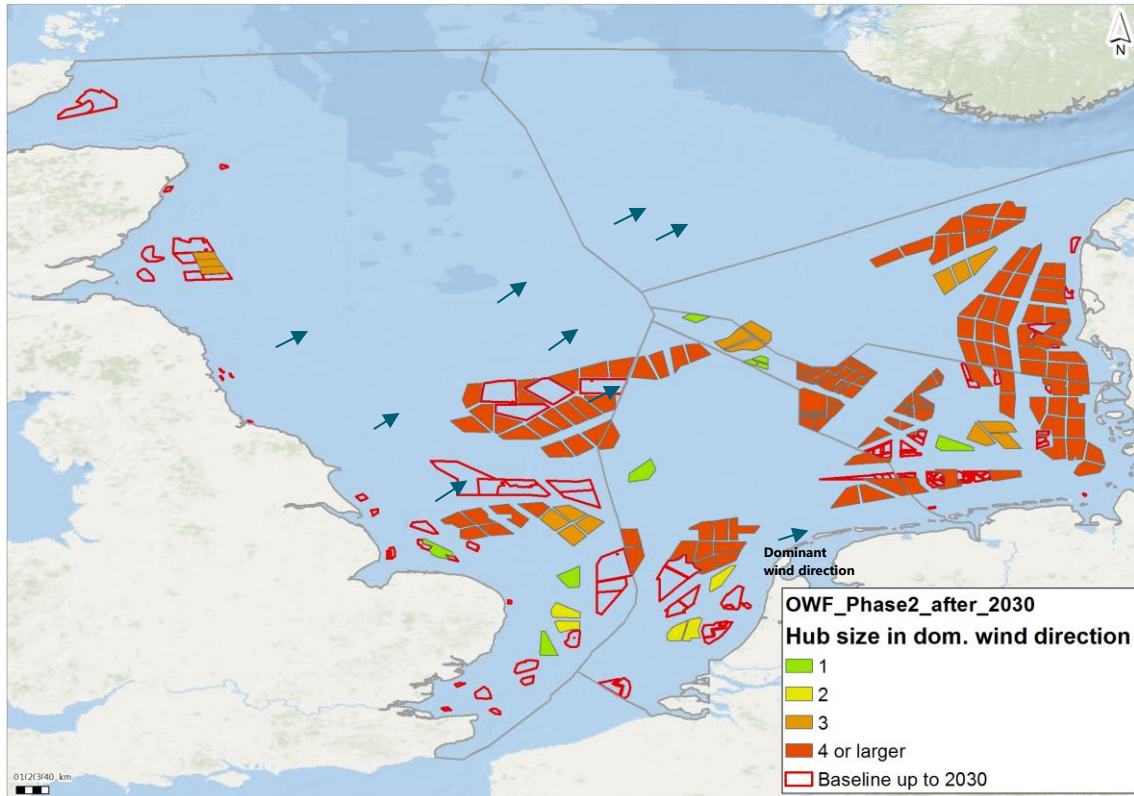 N
Dominant
wind direction
OWF_Phase2_after_2030
Hub size in dom. wind direction
1
2
3
4 or larger
Baseline up to 2030
km